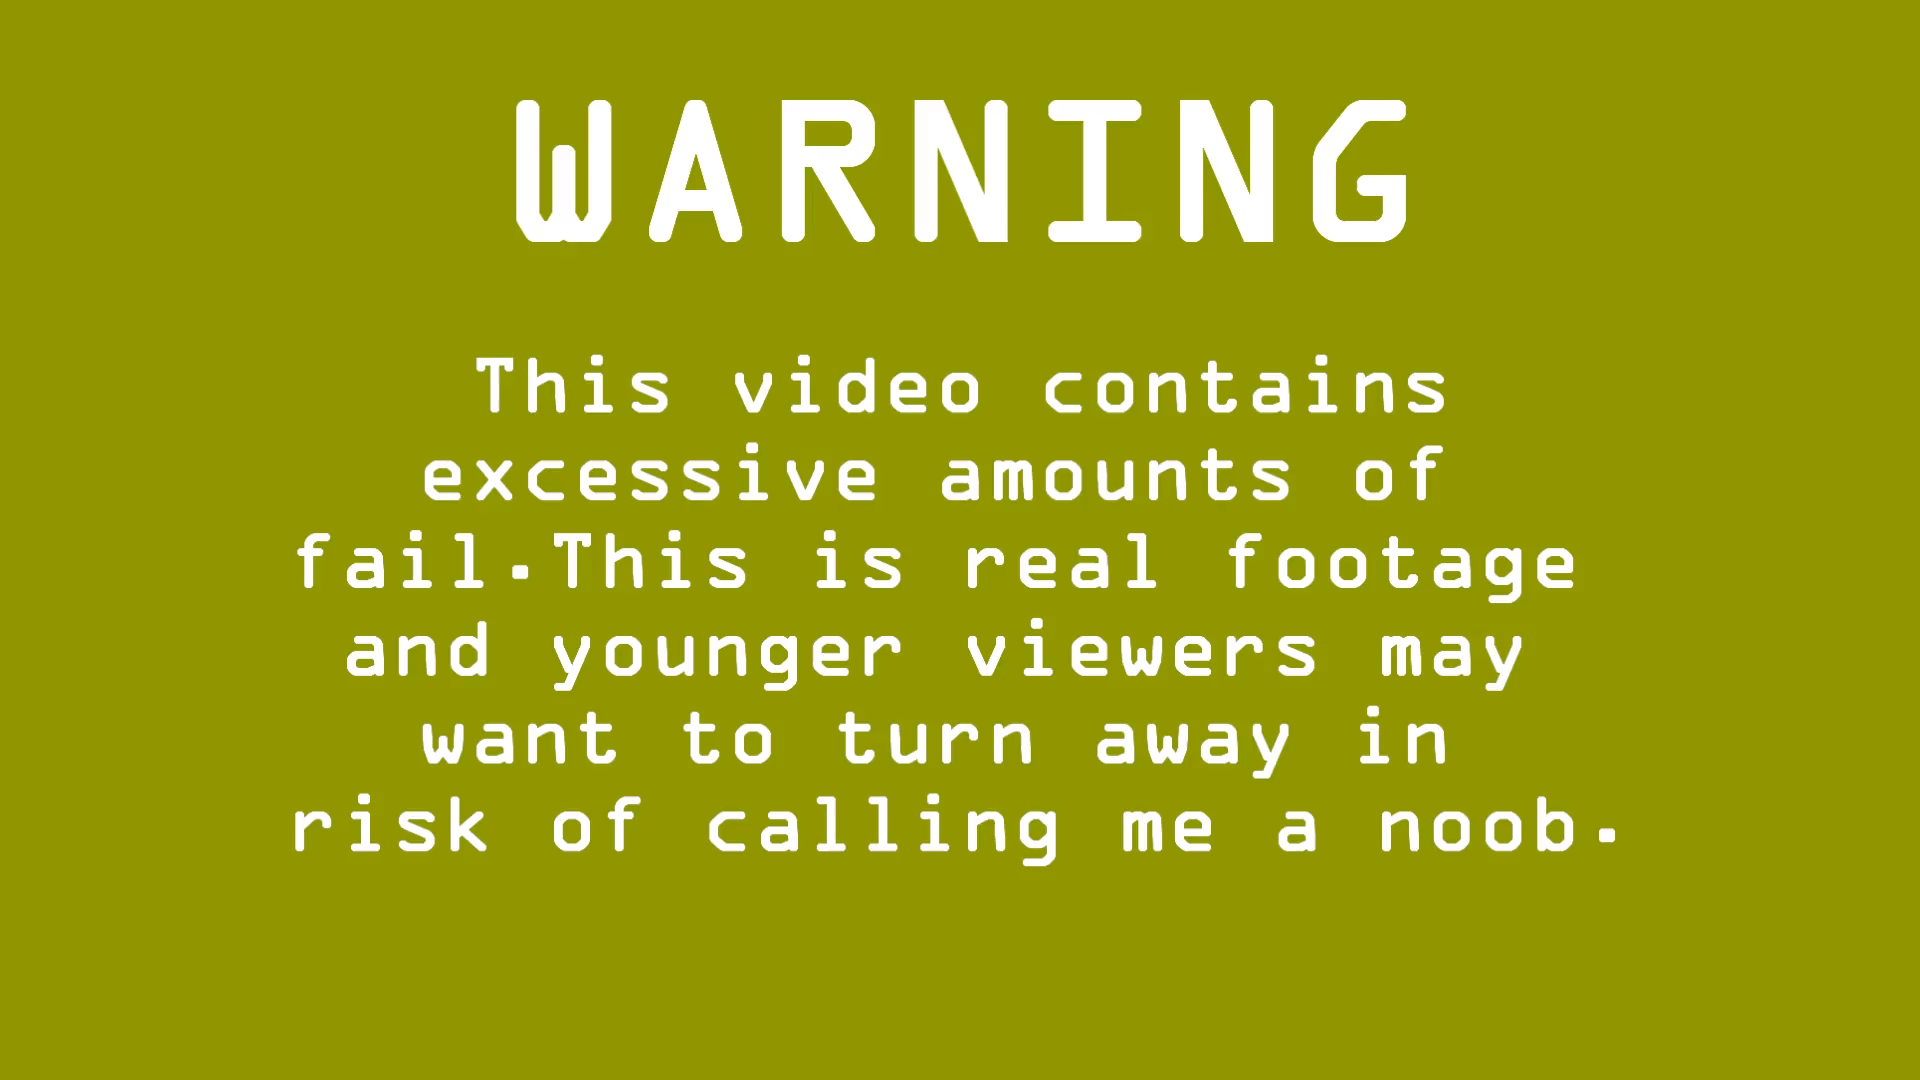 WARNING
This video contains
excessive amounts of
fail.This is real footage
and younger viewers may
want to turn away in
risk of calling me a noob.